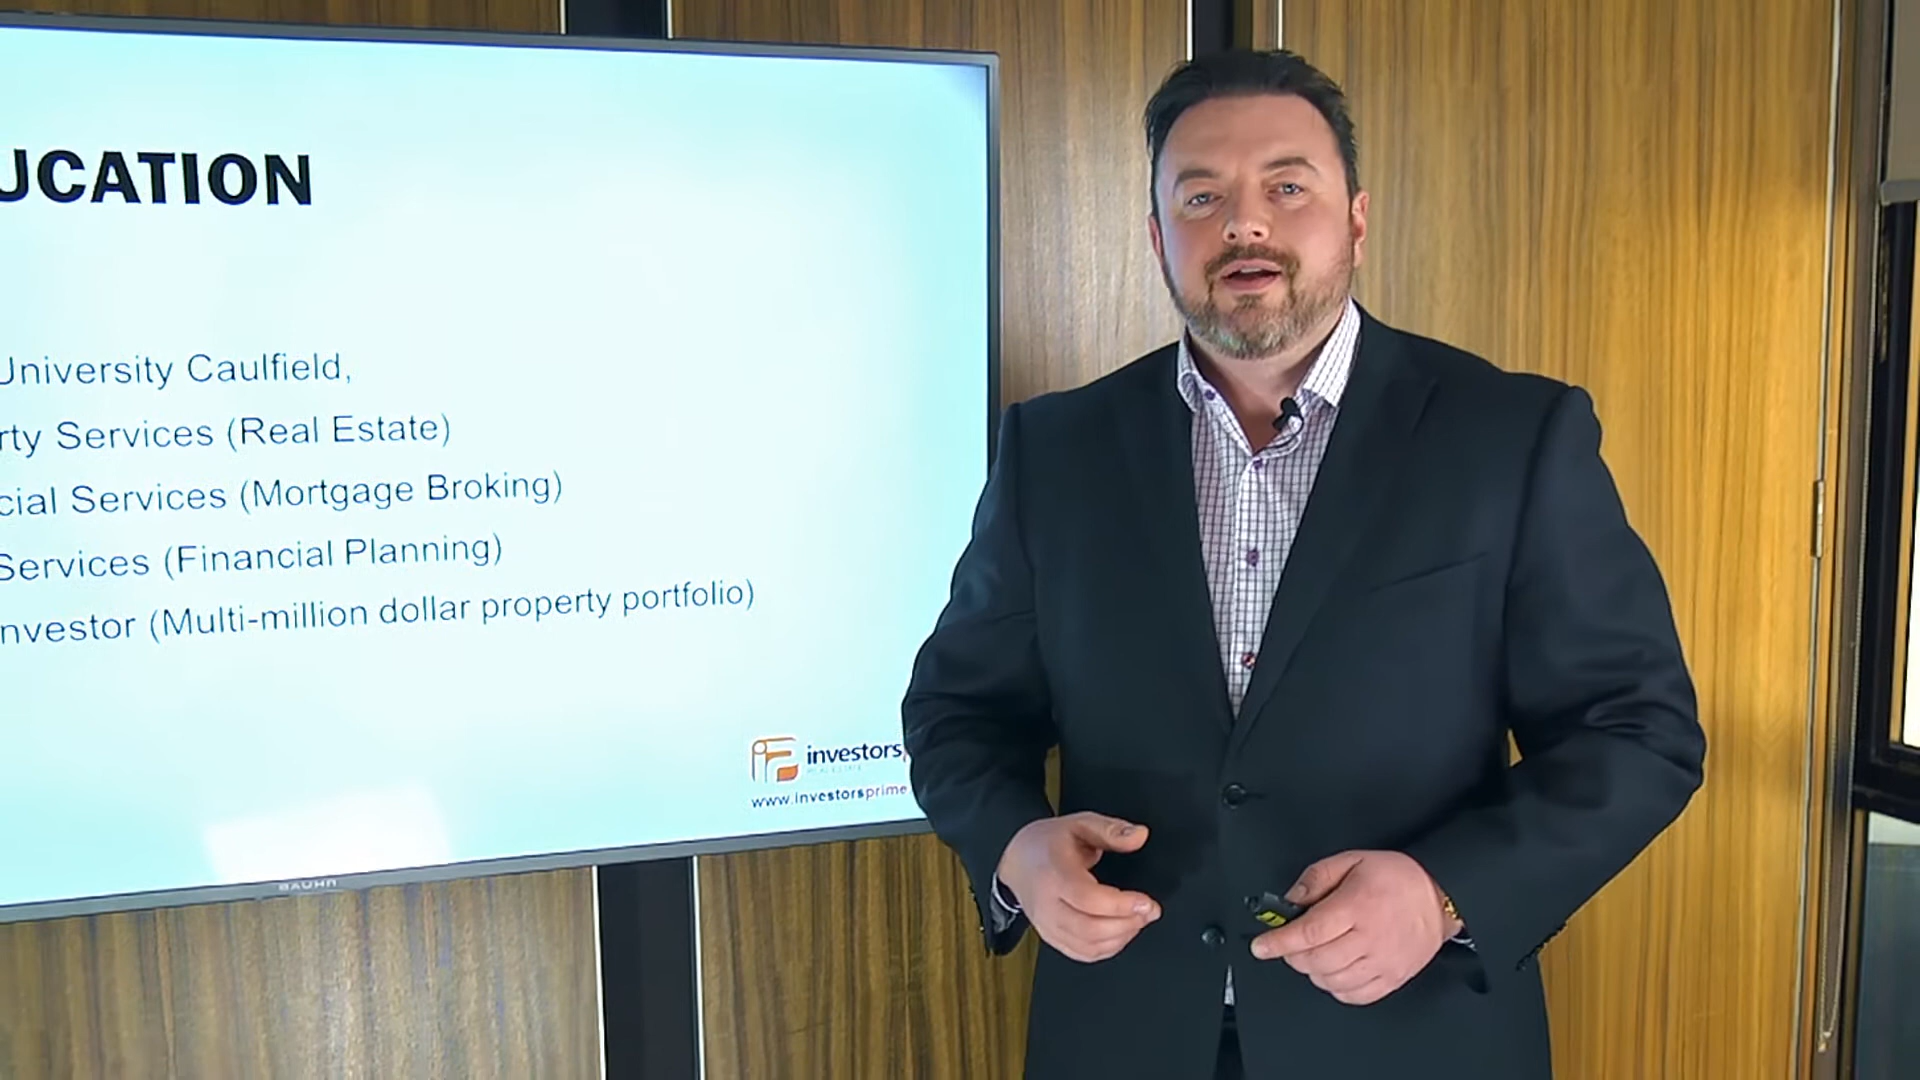 UCATION
University Caulfield,
rty Services (Real Estate)
cial Services (Mortgage Broking)
Services (Financial Planning)
nvestor (Multi-million dollar property portfolio)
investors
www.investorsprime
BAUHN